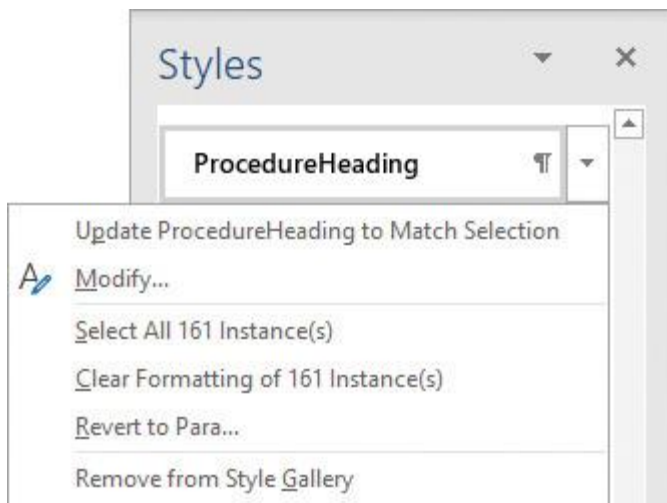 Styles
ProcedureHeading ¶
Update ProcedureHeading to Match Selection
Modify...
Select All 161 Instance(s)
Clear Formatting of 161 Instance(s)
Revert to Para...
Remove from Style Gallery